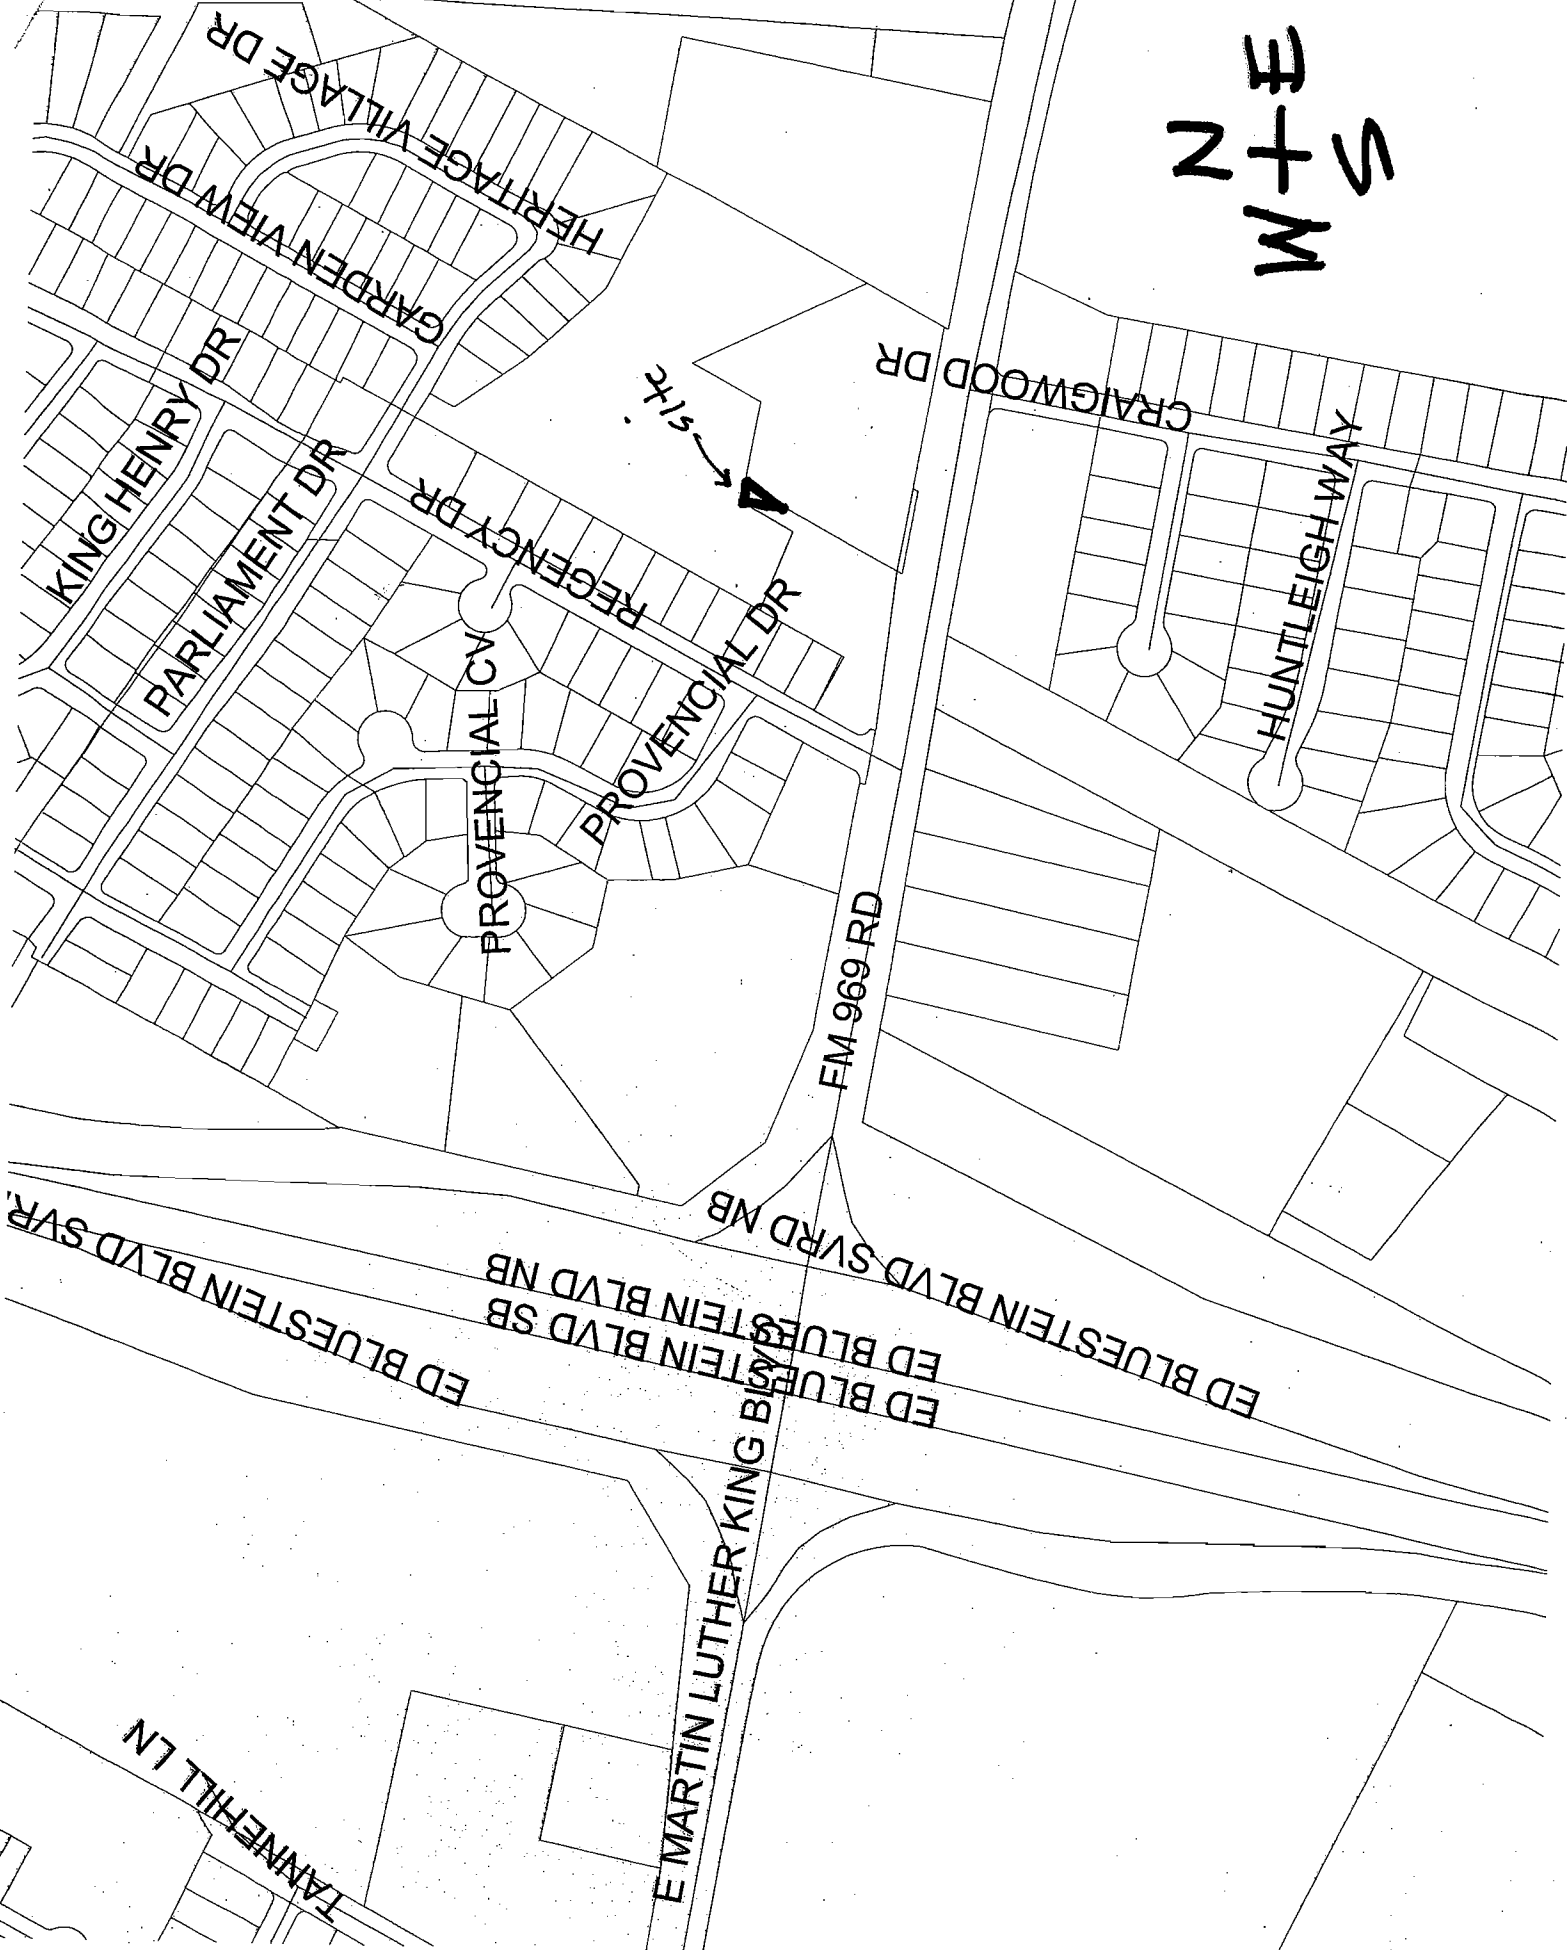 HERITAGE VILLAGE DR
GARDEN VIEW DR
KING HENRY DR
PARLIAMENT DR
REGENCY DR
PROVENCIAL CV
PROVENCIAL DR
site
N
W
E
S
CRAIGWOOD DR
HUNTLEIGH WAY
FM 969 RD
ED BLUESTEIN BLVD SVRD NB
ED BLUESTEIN BLVD NB
ED BLUESTEIN BLVD SB
ED BLUESTEIN BLVD SVR
E MARTIN LUTHER KING BLVD
TANNEHILL LN